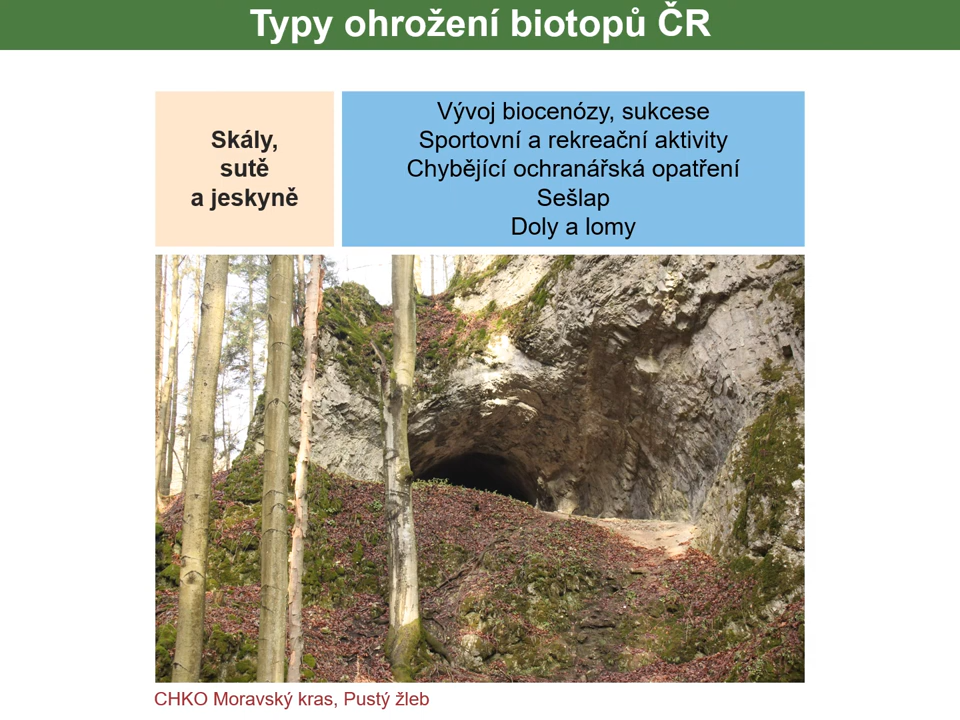 Typy ohrožení biotopů ČR
Skály,
sutě
a jeskyně
Vývoj biocenózy, sukcese
Sportovní a rekreační aktivity
Chybějící ochranářská opatření
Sešlap
Doly a lomy
CHKO Moravský kras, Pustý žleb